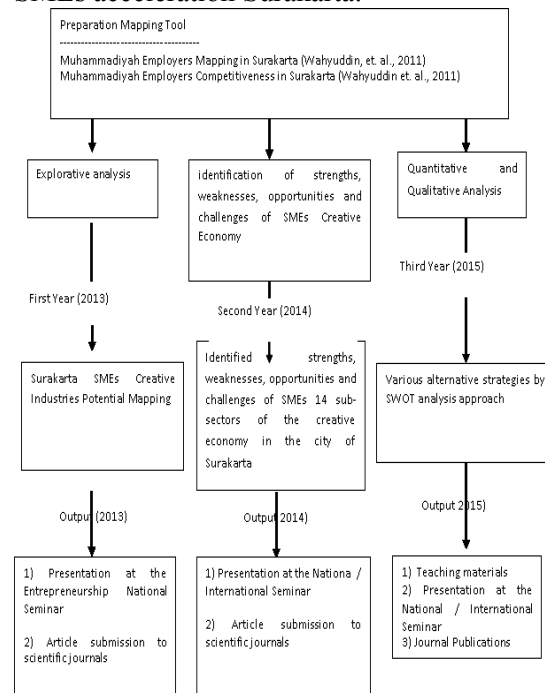 SMEs acceleration Surakarta.
Preparation Mapping Tool
-------------------------------------
Muhammadiyah Employers Mapping in Surakarta (Wahyuddin, et. al., 2011)
Muhammadiyah Employers Competitiveness in Surakarta (Wahyuddin et. al., 2011)
Explorative analysis
identification of strengths,
weaknesses, opportunities and
challenges of SMEs Creative
Economy
Quantitative and
Qualitative Analysis
First Year (2013)
Second Year (2014)
Third Year (2015)
Surakarta SMEs Creative
Industries Potential Mapping
Identified strengths,
weaknesses, opportunities and
challenges of SMEs 14 sub-
sectors of the creative
economy in the city of
Surakarta
Various alternative strategies by
SWOT analysis approach
Output (2013)
Output 2014)
Output 2015)
1) Presentation at the
Entrepreneurship National
Seminar
2) Article submission to
scientific journals
1) Presentation at the Nationa /
International Seminar
2) Article submission to
scientific journals
1) Teaching materials
2) Presentation at the
National / International
Seminar
3) Journal Publications